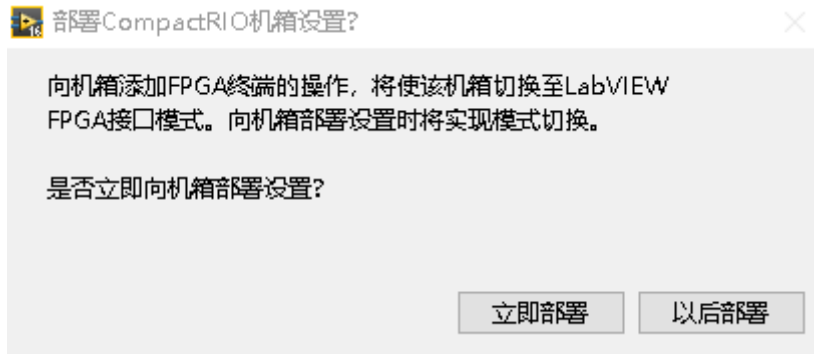 部署CompactRIO机箱设置?
向机箱添加FPGA终端的操作，将使该机箱切换至LabVIEW
FPGA接口模式。向机箱部署设置时将实现模式切换。
是否立即向机箱部署设置?
立即部署 以后部署